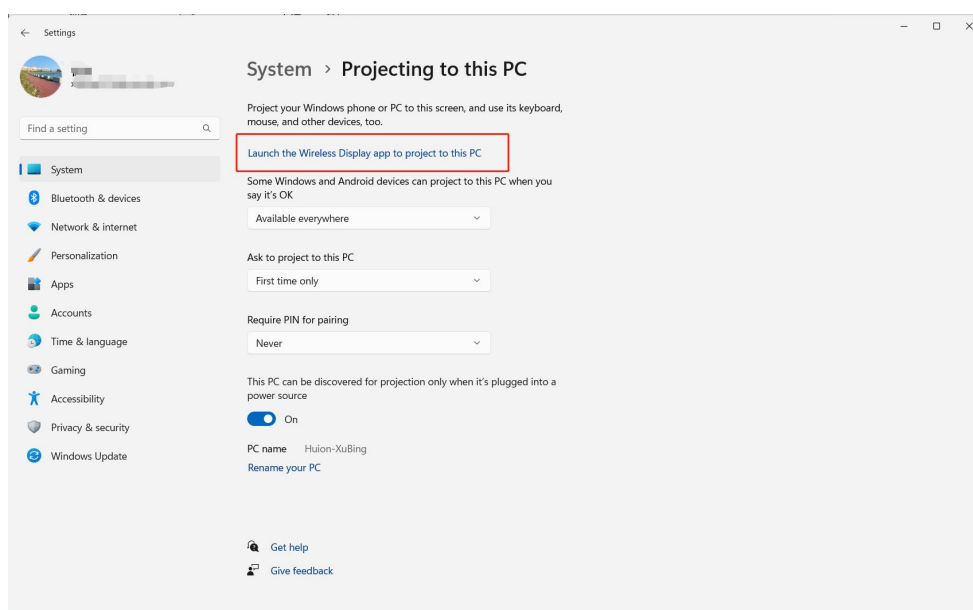 Settings
System > Projecting to this PC
Project your Windows phone or PC to this screen, and use its keyboard,
mouse, and other devices, too.
Find a setting
Launch the Wireless Display app to project to this PC
System
Some Windows and Android devices can project to this PC when you
say it's OK
Bluetooth & devices
Available everywhere
Network & internet
Personalization
Ask to project to this PC
Apps
First time only
Accounts
Require PIN for pairing
Time & language
Never
Gaming
This PC can be discovered for projection only when it's plugged into a
power source
Accessibility
On
Privacy & security
PC name Huion-XuBing
Windows Update
Rename your PC
Get help
Give feedback